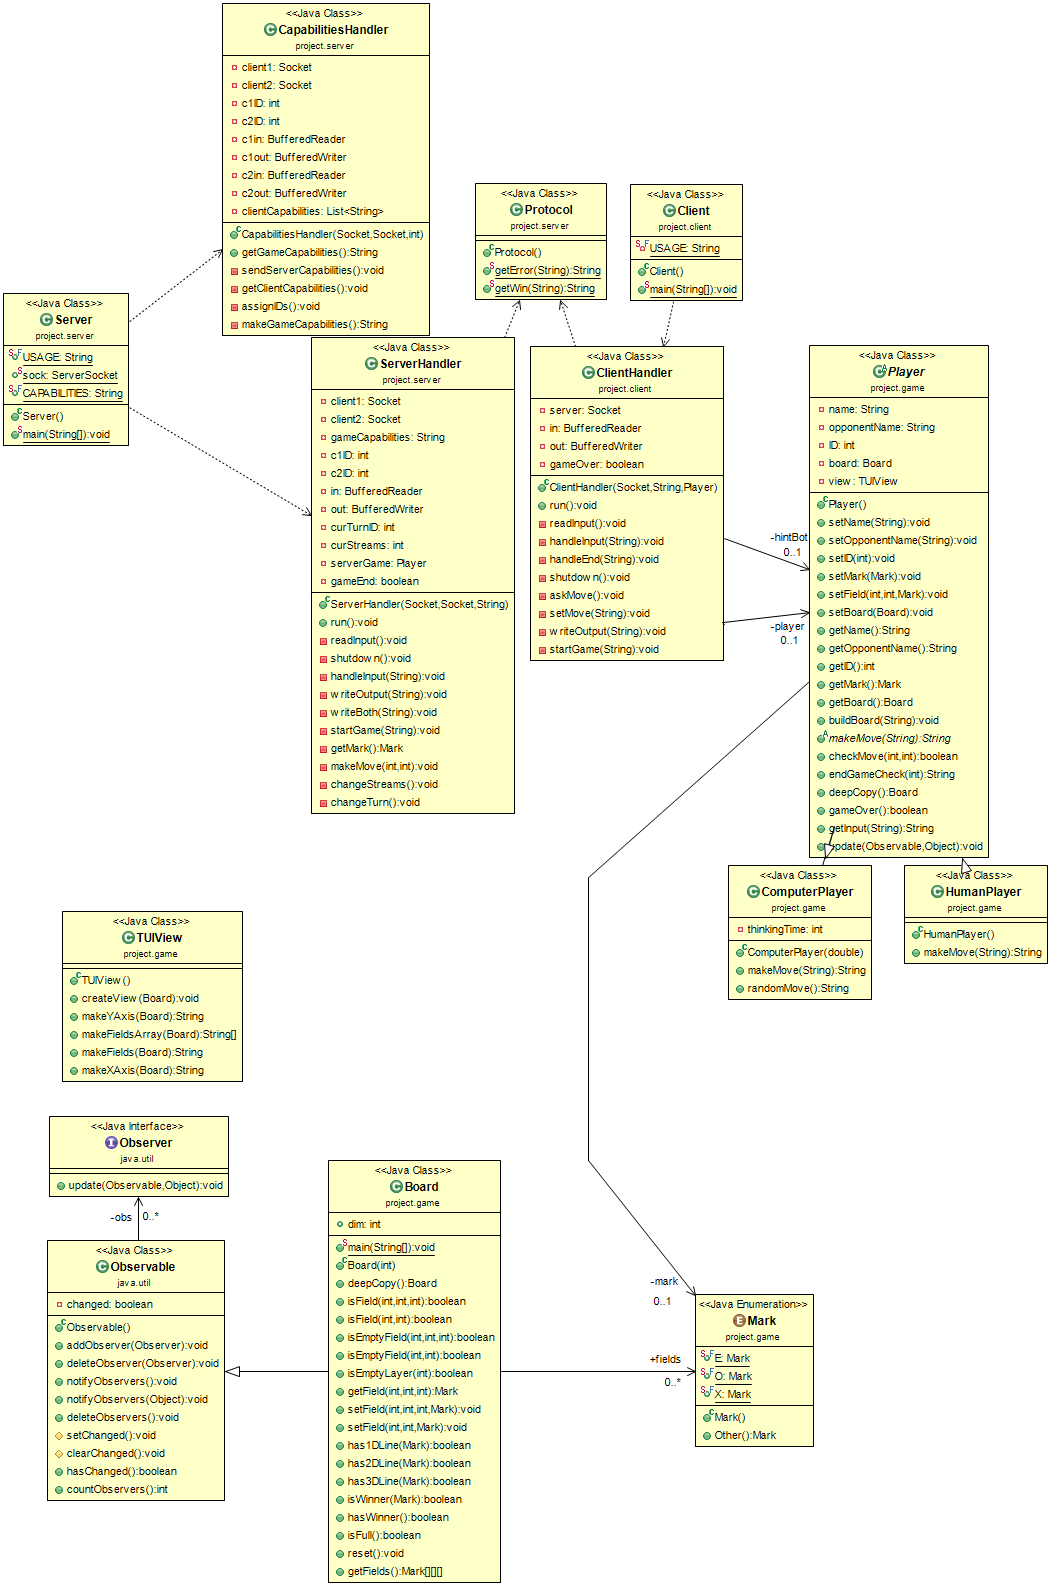 <<Java Class>>
CapabilitiesHandler
project.server
client1: Socket
client2: Socket
c1ID: int
c2ID: int
c1in: BufferedReader
c1out: BufferedWriter
c2in: BufferedReader
c2out: BufferedWriter
clientCapabilities: List<String>
CapabilitiesHandler(Socket,Socket,int)
getGameCapabilities():String
sendServerCapabilities():void
getClientCapabilities():void
assignIDs():void
makeGameCapabilities():String
<<Java Class>>
Protocol
project.server
Protocol()
getError(String):String
getWin(String):String
<<Java Class>>
Client
project.client
USAGE: String
Client()
main(String[]):void
<<Java Class>>
Server
project.server
USAGE: String
sock: ServerSocket
CAPABILITIES: String
Server()
main(String[]):void
<<Java Class>>
ServerHandler
project.server
client1: Socket
client2: Socket
gameCapabilities: String
c1ID: int
c2ID: int
in: BufferedReader
out: BufferedWriter
curTurnID: int
curStreams: int
serverGame: Player
gameEnd: boolean
ServerHandler(Socket,Socket,String)
run():void
readInput():void
shutdown():void
handleInput(String):void
writeOutput(String):void
writeBoth(String):void
startGame(String):void
getMark():Mark
makeMove(int,int):void
changeStreams():void
changeTurn():void
<<Java Class>>
ClientHandler
project.client
server: Socket
in: BufferedReader
out: BufferedWriter
gameOver: boolean
ClientHandler(Socket,String,Player)
run():void
readInput():void
handleInput(String):void
handleEnd(String):void
shutdown():void
askMove():void
setMove(String):void
writeOutput(String):void
startGame(String):void
-hintBot
0..1
-player
0..1
<<Java Class>>
Player
project.game
name: String
opponentName: String
ID: int
board: Board
view: TUIView
Player()
setName(String):void
setOpponentName(String):void
setID(int):void
setMark(Mark):void
setField(int,int,Mark):void
setBoard(Board):void
getName():String
getOpponentName():String
getID():int
getMark():Mark
getBoard():Board
buildBoard(String):void
makeMove(String):String
checkMove(int,int):boolean
endGameCheck(int):String
deepCopy():Board
gameOver():boolean
getInput(String):String
update(Observable,Object):void
<<Java Class>>
ComputerPlayer
project.game
thinkingTime: int
ComputerPlayer(double)
makeMove(String):String
randomMove():String
<<Java Class>>
HumanPlayer
project.game
HumanPlayer()
makeMove(String):String
<<Java Class>>
TUIView
project.game
TUIView()
createView(Board):void
makeYAxis(Board):String
makeFieldsArray(Board):String[]
makeFields(Board):String
makeXAxis(Board):String
<<Java Interface>>
Observer
java.util
update(Observable,Object):void
-obs
0..*
<<Java Class>>
Observable
java.util
changed: boolean
Observable()
addObserver(Observer):void
deleteObserver(Observer):void
notifyObservers():void
notifyObservers(Object):void
deleteObservers():void
setChanged():void
clearChanged():void
hasChanged():boolean
countObservers():int
<<Java Class>>
Board
project.game
dim: int
main(String[]):void
Board(int)
deepCopy():Board
isField(int,int,int):boolean
isField(int,int):boolean
isEmptyField(int,int,int):boolean
isEmptyField(int,int):boolean
isEmptyLayer(int):boolean
getField(int,int,int):Mark
setField(int,int,int,Mark):void
setField(int,int,Mark):void
has1DLine(Mark):boolean
has2DLine(Mark):boolean
has3DLine(Mark):boolean
isWinner(Mark):boolean
hasWinner():boolean
isFull():boolean
reset():void
getFields():Mark[][][]
+fields
0..*
-mark
0..1
<<Java Enumeration>>
Mark
project.game
E: Mark
O: Mark
X: Mark
Mark()
Other():Mark